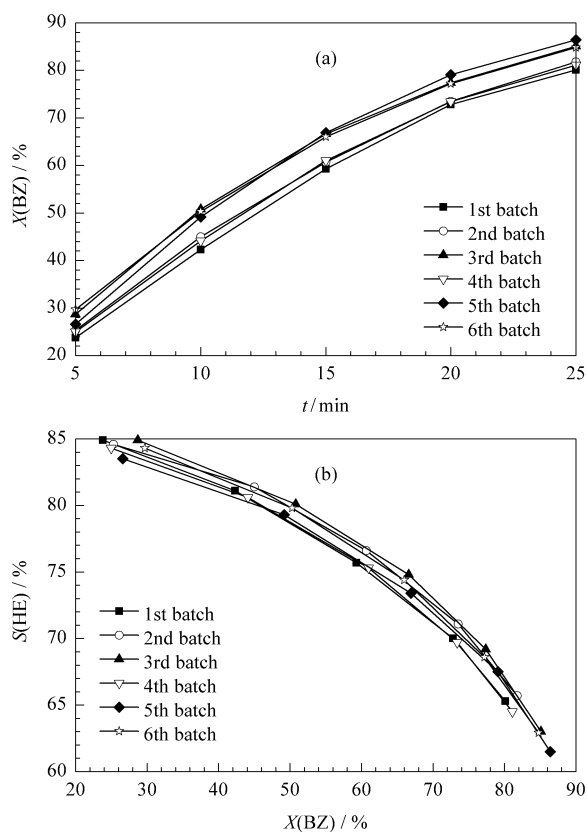 90
(a)
80
70
X(BZ) / %
60
50
40
30
20
1st batch
2nd batch
3rd batch
4th batch
5th batch
6th batch
5 10 15 20 25
t / min
85
(b)
80
75
S(HE) / %
70
65
60
1st batch
2nd batch
3rd batch
4th batch
5th batch
6th batch
20 30 40 50 60 70 80 90
X(BZ) / %